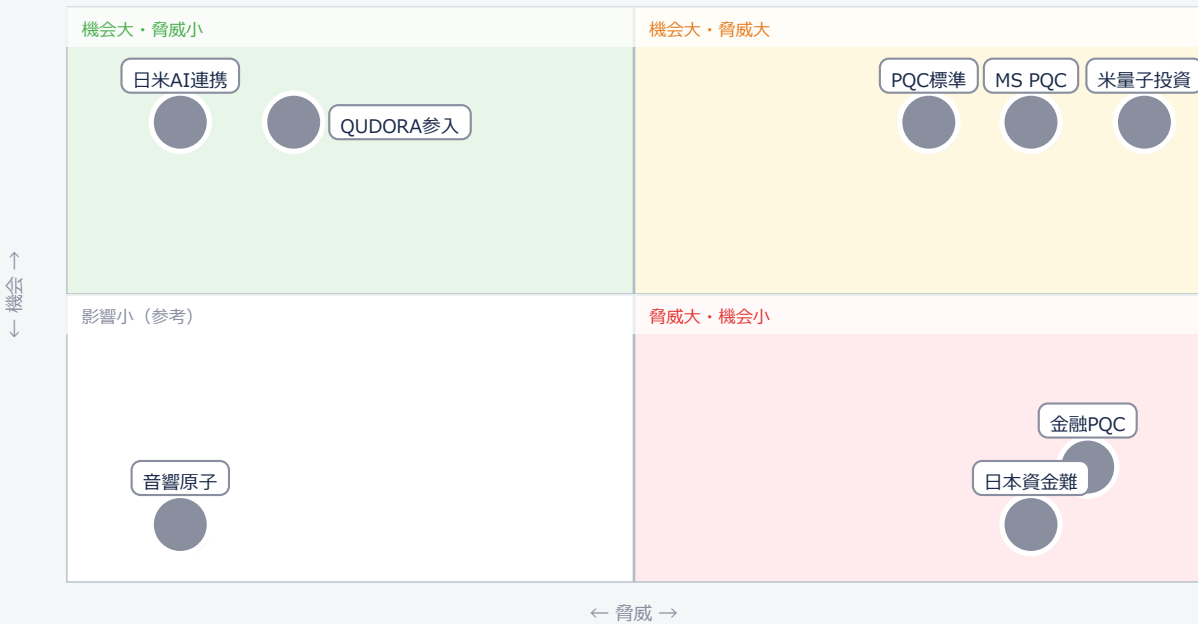 機会大・脅威小
機会大・脅威大
日米AI連携
QUDORA参入
PQC標準
MS PQC
米量子投資
← 機会 →
影響小（参考）
脅威大・機会小
金融PQC
音響原子
日本資金難
← 脅威 →